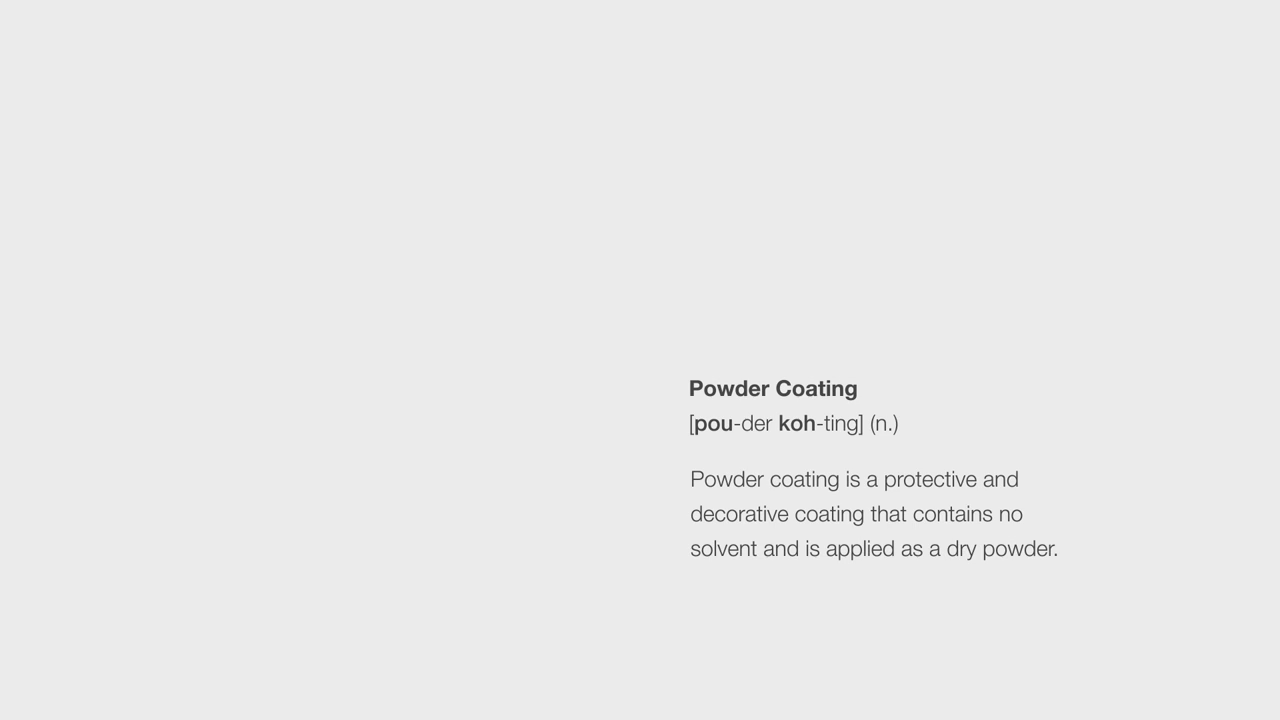 Powder Coating
[pou-der koh-ting] (n.)
Powder coating is a protective and
decorative coating that contains no
solvent and is applied as a dry powder.